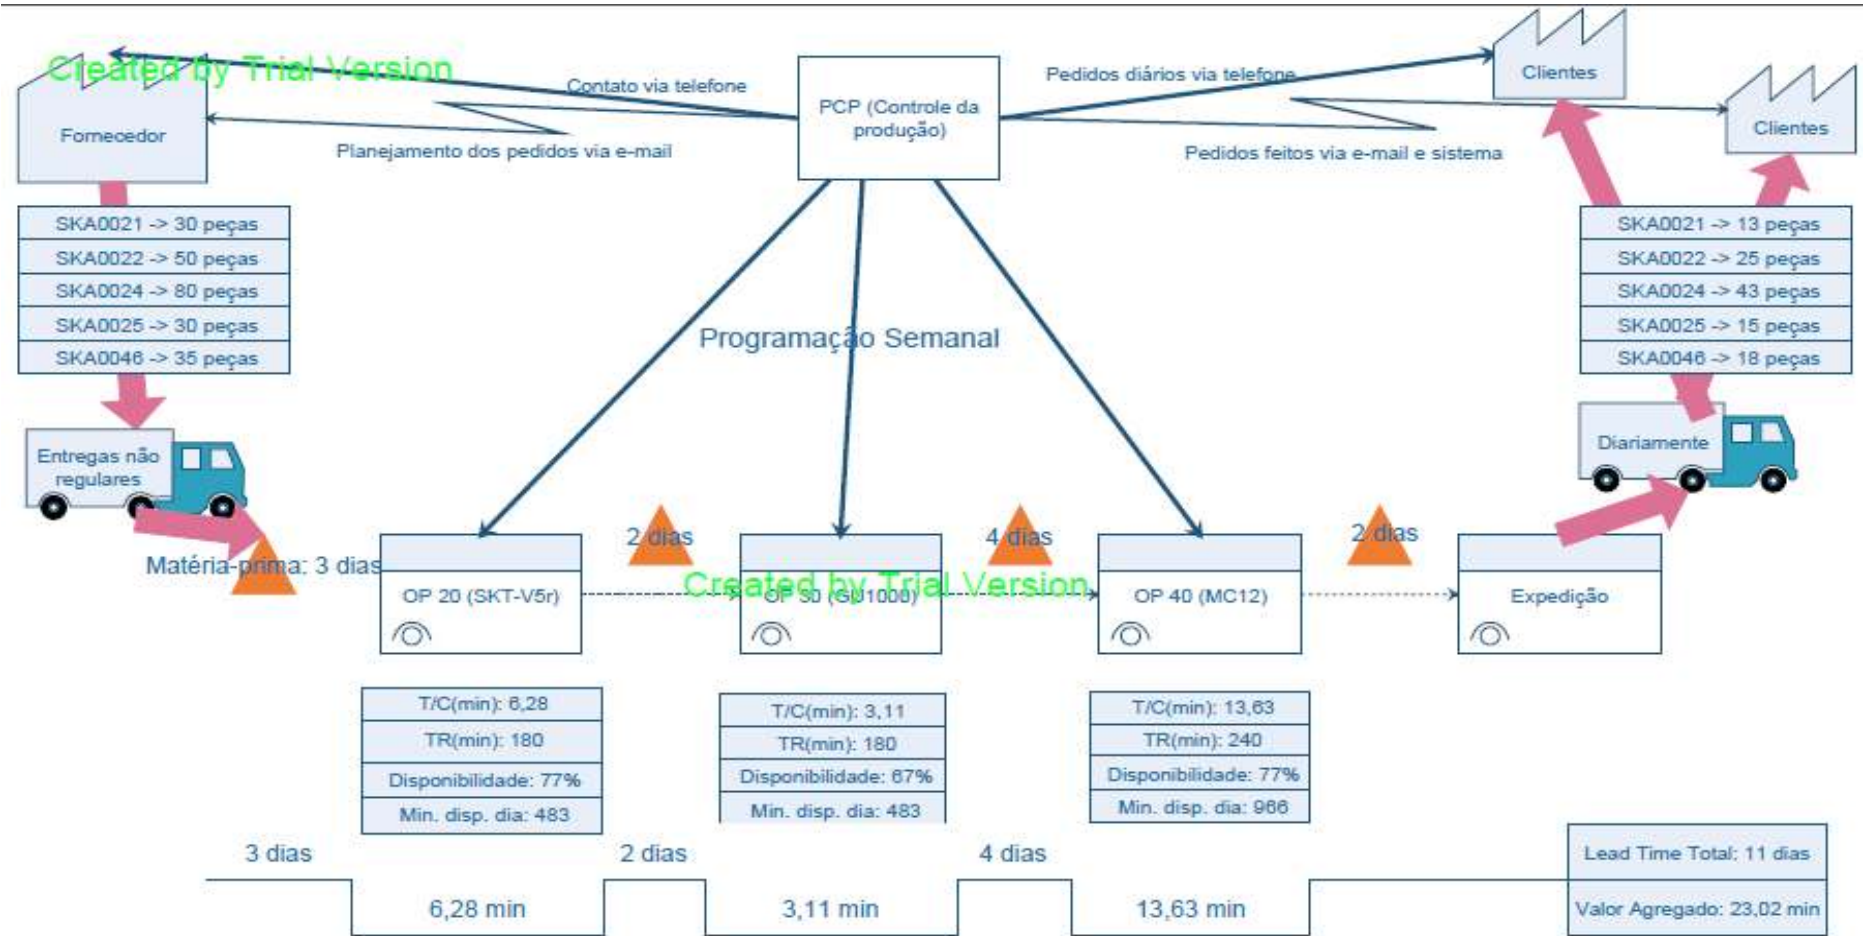 Created by Trial Version
Contato via telefone
Planejamento dos pedidos via e-mail
Fornecedor
PCP (Controle da
produção)
Pedidos diários via telefone
Pedidos feitos via e-mail e sistema
Clientes
Clientes
SKA0021 -> 30 peças
SKA0022 -> 50 peças
SKA0024 -> 80 peças
SKA0025 -> 30 peças
SKA0046 -> 35 peças
SKA0021 -> 13 peças
SKA0022 -> 25 peças
SKA0024 -> 43 peças
SKA0025 -> 15 peças
SKA0046 -> 18 peças
Programação Semanal
Entregas não
regulares
Diariamente
Matéria-prima: 3 dias
2 dias
4 dias
2 dias
Created by Trial Version
OP 20 (SKT-V5r)
OP 30 (GU1000)
OP 40 (MC12)
Expedição
T/C(min): 6,28
TR(min): 180
Disponibilidade: 77%
Min. disp. dia: 483
T/C(min): 3,11
TR(min): 180
Disponibilidade: 67%
Min. disp. dia: 483
T/C(min): 13,63
TR(min): 240
Disponibilidade: 77%
Min. disp. dia: 966
3 dias
2 dias
4 dias
6,28 min
3,11 min
13,63 min
Lead Time Total: 11 dias
Valor Agregado: 23,02 min